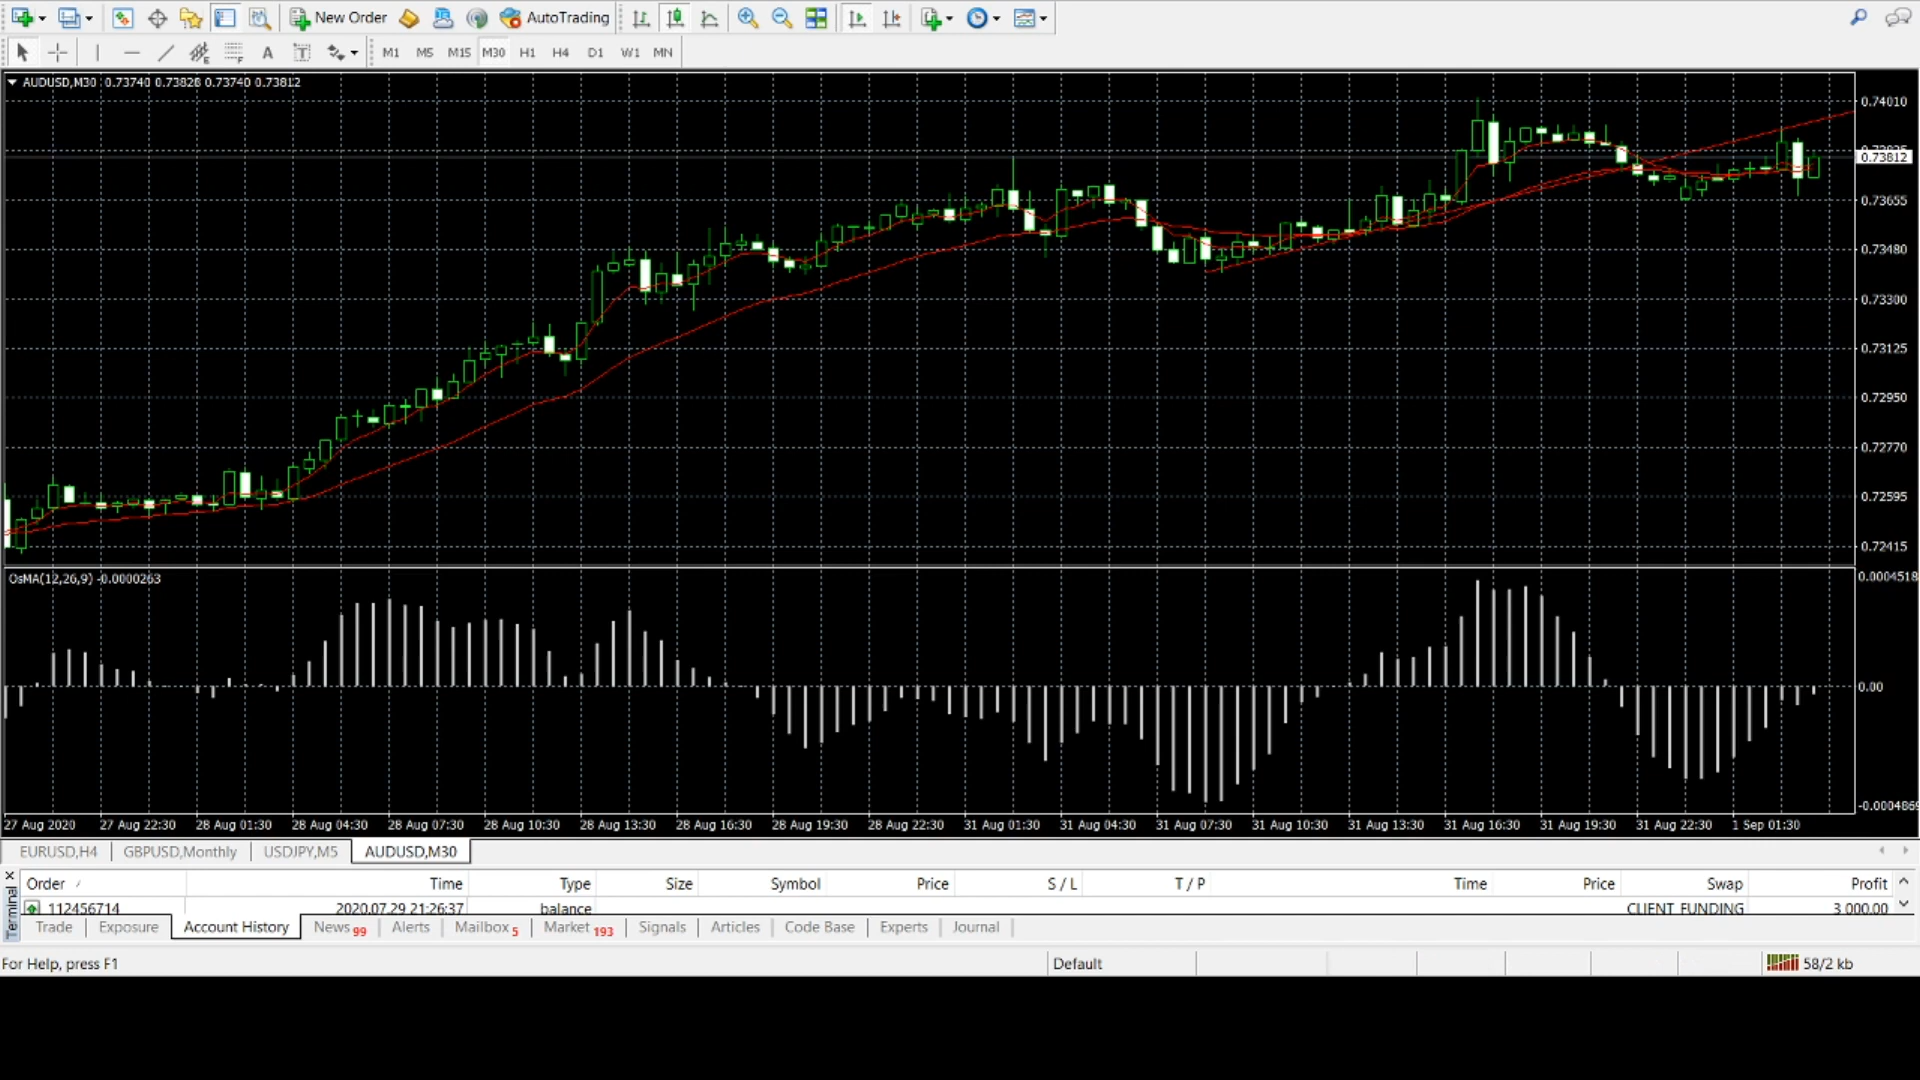 New Order AutoTrading
A T M1 M5 M15 M30 H1 H4 D1 W1 MN
AUDUSD,M30 0.73740 0.73828 0.73740 0.73812
0.74010
0.73812
0.73655
0.73480
0.73300
0.73125
0.72950
0.72770
0.72595
0.72415
OsMA(12,26,9) -0.0000263
0.0004518
0.00
-0.0004869
27 Aug 2020 27 Aug 22:30 28 Aug 01:30 28 Aug 04:30 28 Aug 07:30 28 Aug 10:30 28 Aug 13:30 28 Aug 16:30 28 Aug 19:30 28 Aug 22:30 31 Aug 01:30 31 Aug 04:30 31 Aug 07:30 31 Aug 10:30 31 Aug 13:30 31 Aug 16:30 31 Aug 19:30 31 Aug 22:30 1 Sep 01:30
EURUSD,H4 GBPUSD,Monthly USDJPY,M5 AUDUSD,M30
Terminal
Order Time Type Size Symbol Price S / L T / P Time Price Swap Profit
112456714 2020.07.29 21:26:37 balance CLIENT FUNDING 3 000.00
Trade Exposure Account History News 99 Alerts Mailbox 5 Market 193 Signals Articles Code Base Experts Journal
For Help, press F1 Default 58/2 kb